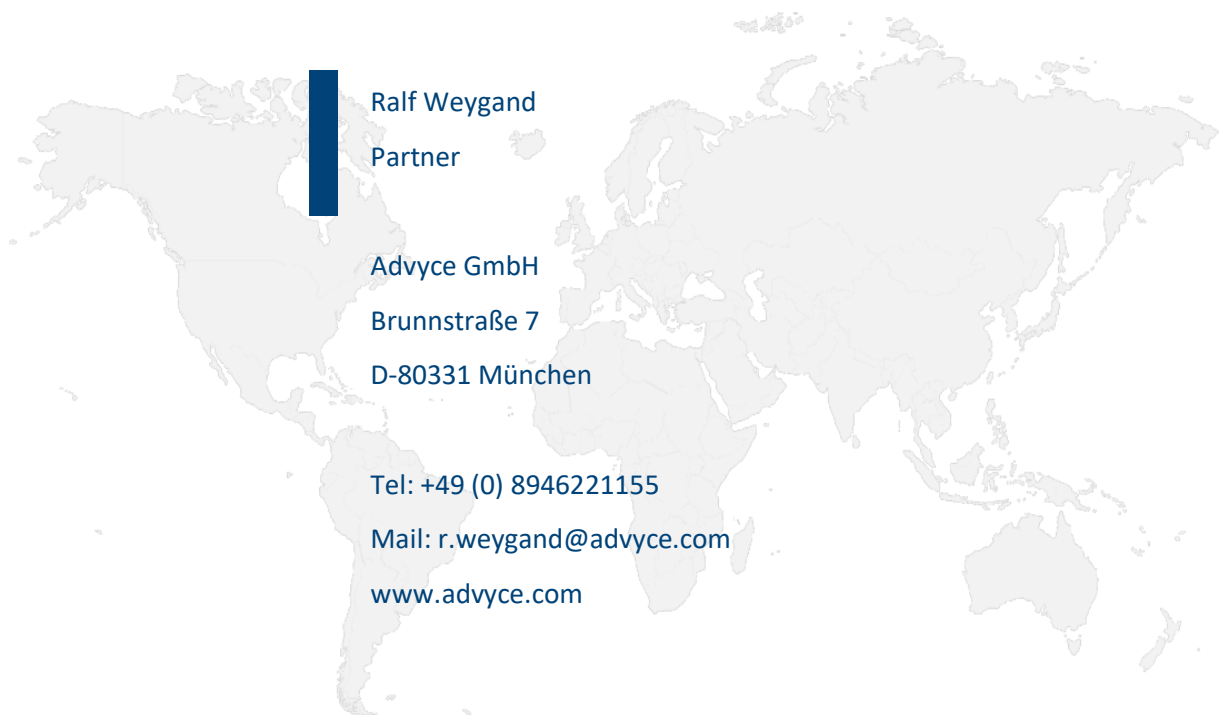 Ralf Weygand
Partner
Advyce GmbH
Brunnstraße 7
D-80331 München
Tel: +49 (0) 8946221155
Mail: r.weygand@advyce.com
www.advyce.com